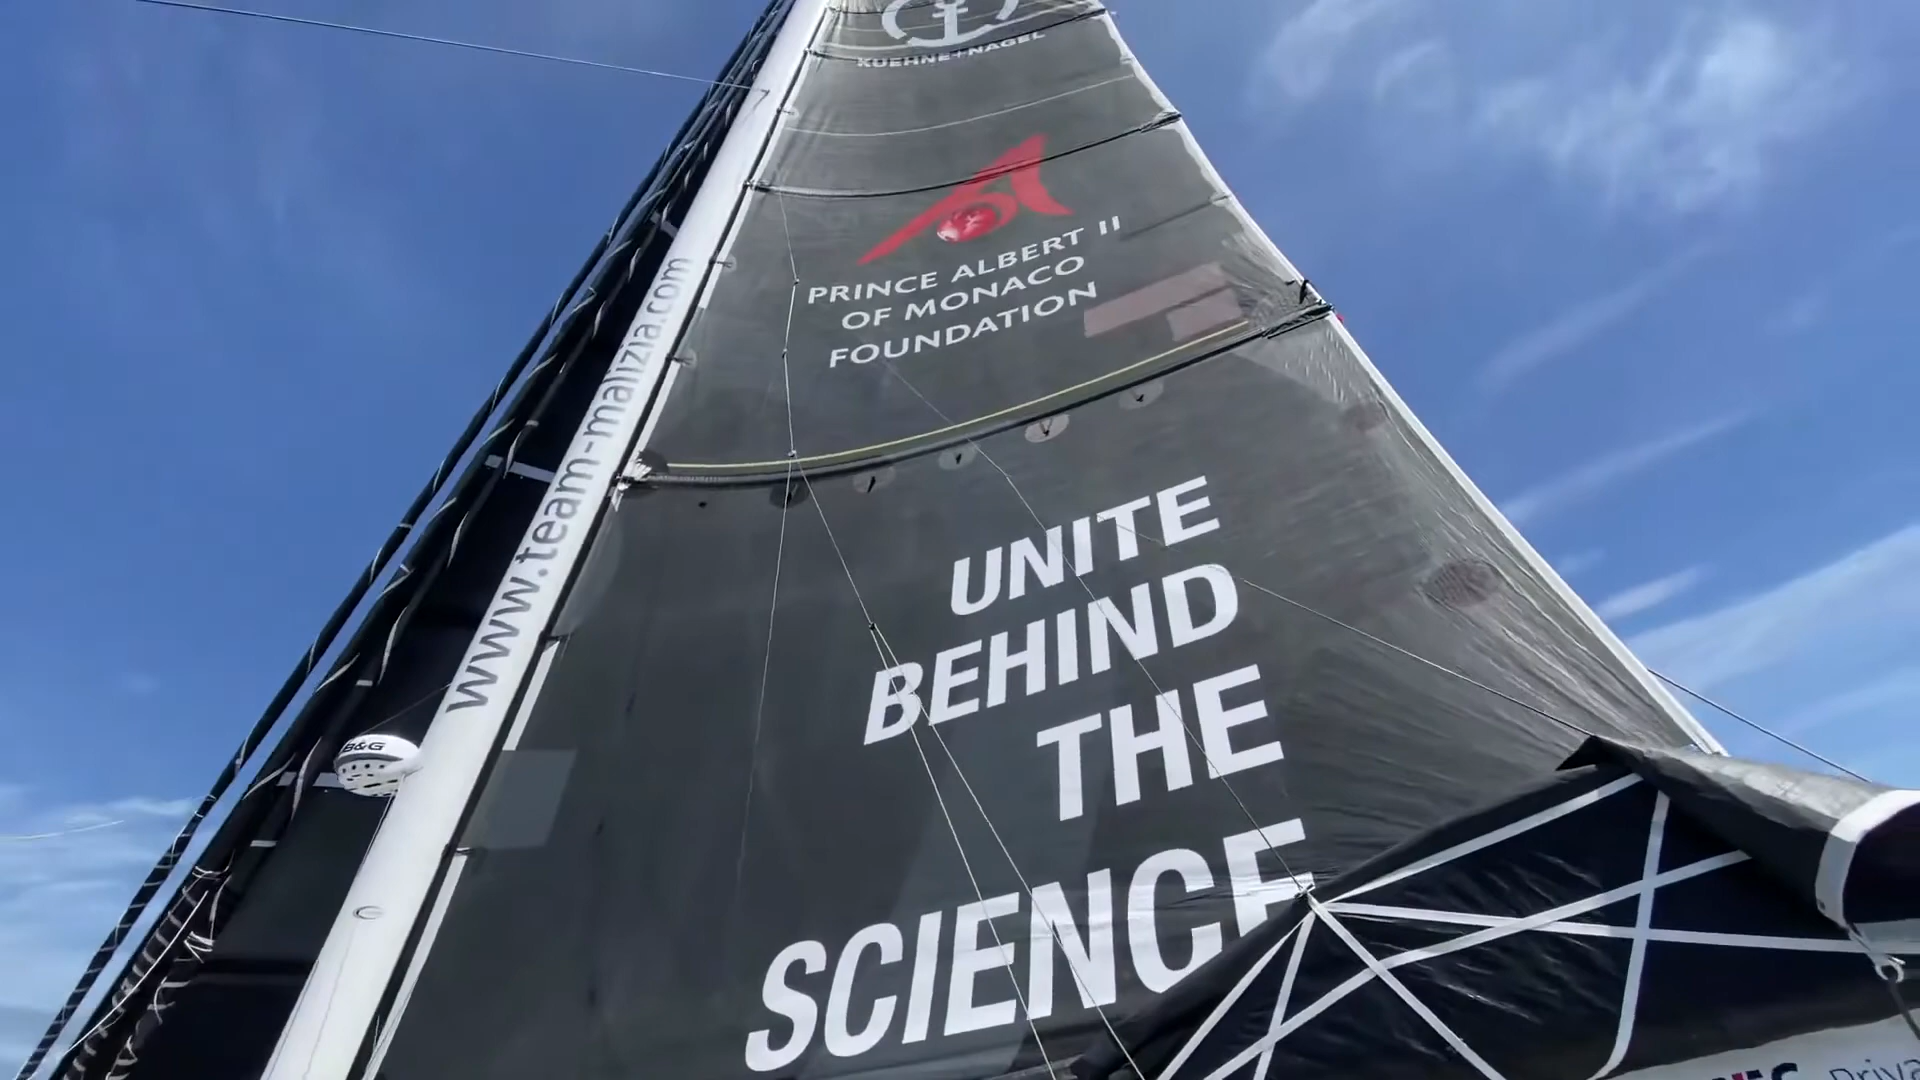 KUEHNE+NAGEL
PRINCE ALBERT II
OF MONACO
FOUNDATION
www.team-malizia.com
UNITE
BEHIND
THE
SCIENCE
B&G